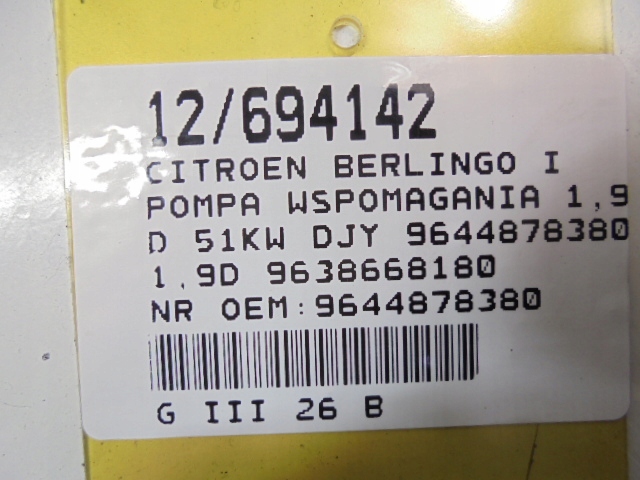 12/694142
CITROEN BERLINGO I
POMPA WSPOMAGANIA 1,9
D 51KW DJY 9644878380
1,9D 9638668180
NR OEM:9644878380
G III 26 B